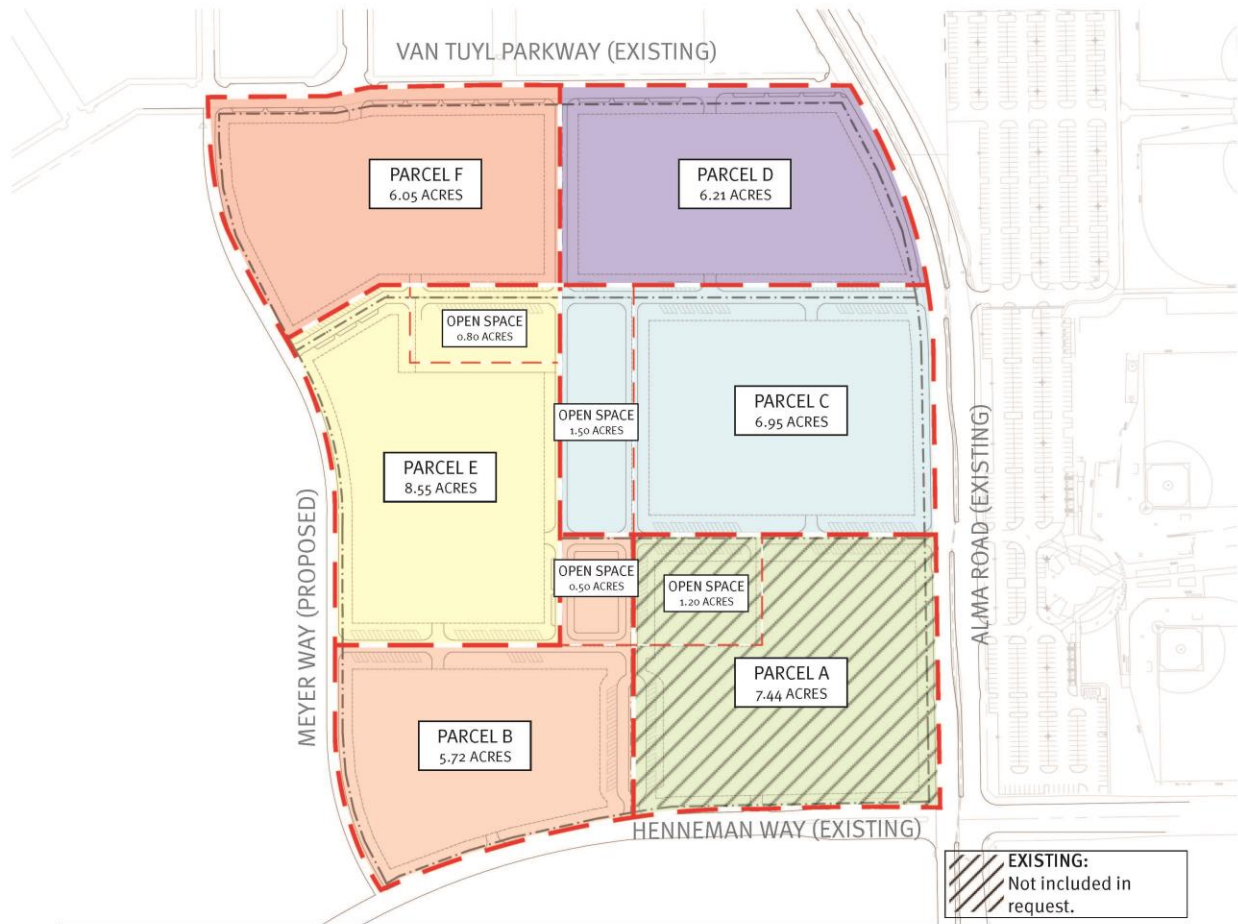 VAN TUYL PARKWAY (EXISTING)
PARCEL F
6.05 ACRES
PARCEL D
6.21 ACRES
OPEN SPACE
0.80 ACRES
OPEN SPACE
1.50 ACRES
PARCEL C
6.95 ACRES
PARCEL E
8.55 ACRES
MEYER WAY (PROPOSED)
ALMA ROAD (EXISTING)
OPEN SPACE
0.50 ACRES
OPEN SPACE
1.20 ACRES
PARCEL A
7.44 ACRES
PARCEL B
5.72 ACRES
HENNEMAN WAY (EXISTING)
EXISTING:
Not included in
request.